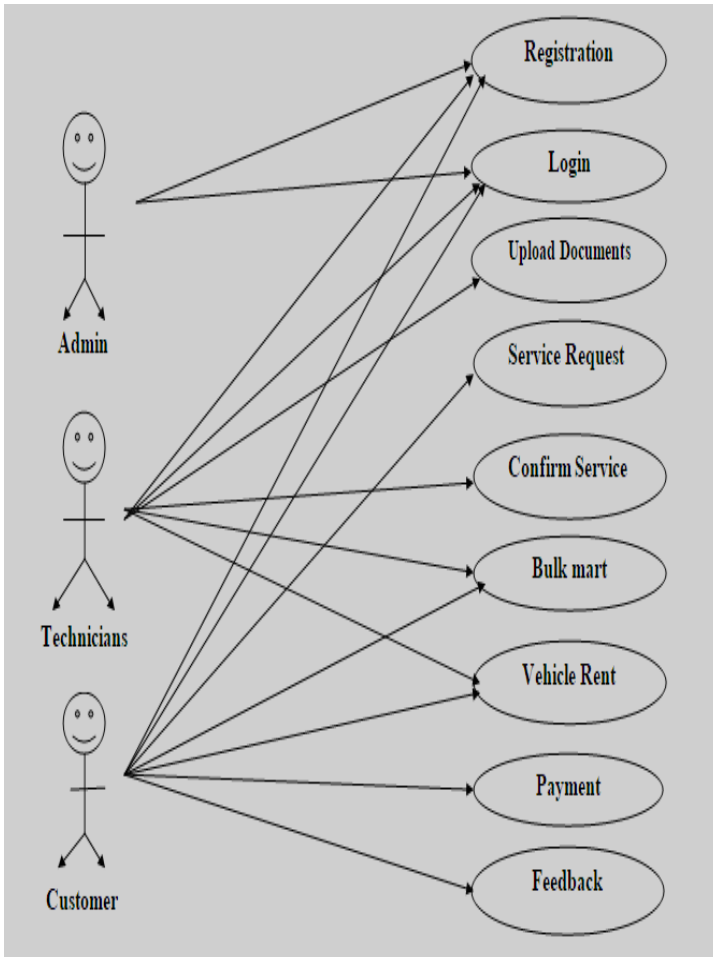 Registration
Login
Upload Documents
Service Request
Confirm Service
Bulk mart
Vehicle Rent
Payment
Feedback
Admin
Technicians
Customer